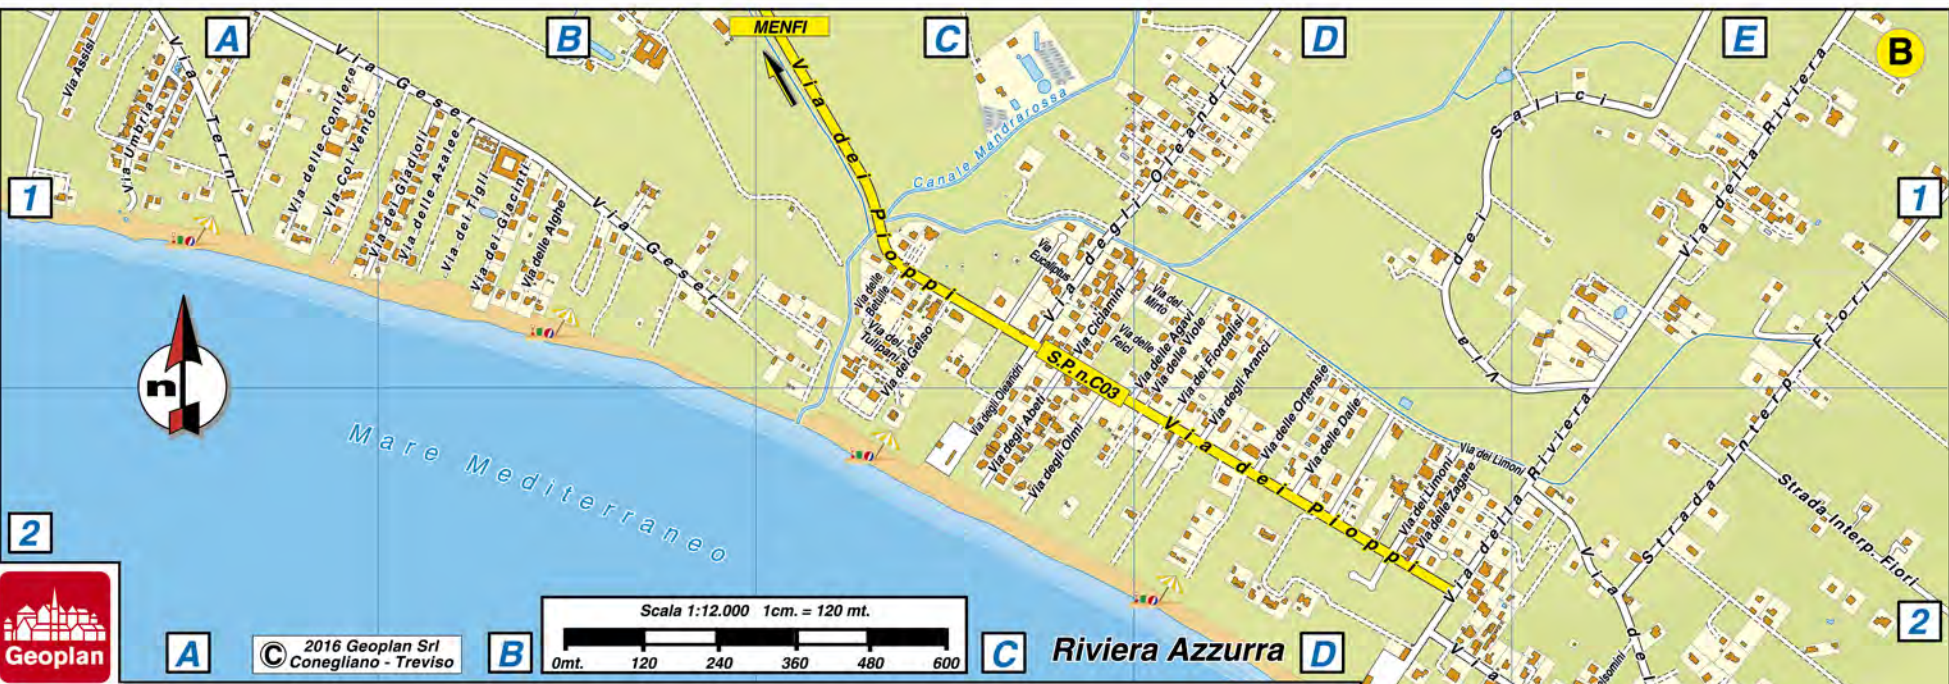 A
B
MENFI
C
D
E
B
Via Assisi
Via Umbria
Via Terni
Via Geser
Via delle Conifere
Via Col Vento
Via dei Gladioli
Via delle Azalee
Via dei Tigli
Via dei Giacinti
Via delle Alghe
Via Geser
Via dei Pioppi
Canale Mandrarossa
Via degli Oleandri
Via dei Salici
Via della Riviera
1
1
Via Eucaliptus
Via delle Betulle
Via dei Tulipani
Via del Gelso
Via Ciclamini
Via del Mirto
Via delle Felci
Via delle Agavi
Via delle Viole
Via dei Fiordalisi
Via degli Aranci
S.P. n.C03
Via degli Oleandri
Via degli Abeti
Via degli Olmi
Via delle Ortensie
Via delle Dalie
Via dei Limoni
Via dei Limoni
Via delle Zagare
Via dei Pioppi
Via della Riviera
Strada Interp. Fiori
Strada Interp. Fiori
n
Mare Mediterraneo
2
2
Geoplan
A
© 2016 Geoplan Srl
Conegliano - Treviso
B
Scala 1:12.000 1cm. = 120 mt.
0mt. 120 240 360 480 600
C
Riviera Azzurra
D
Via dei
Via